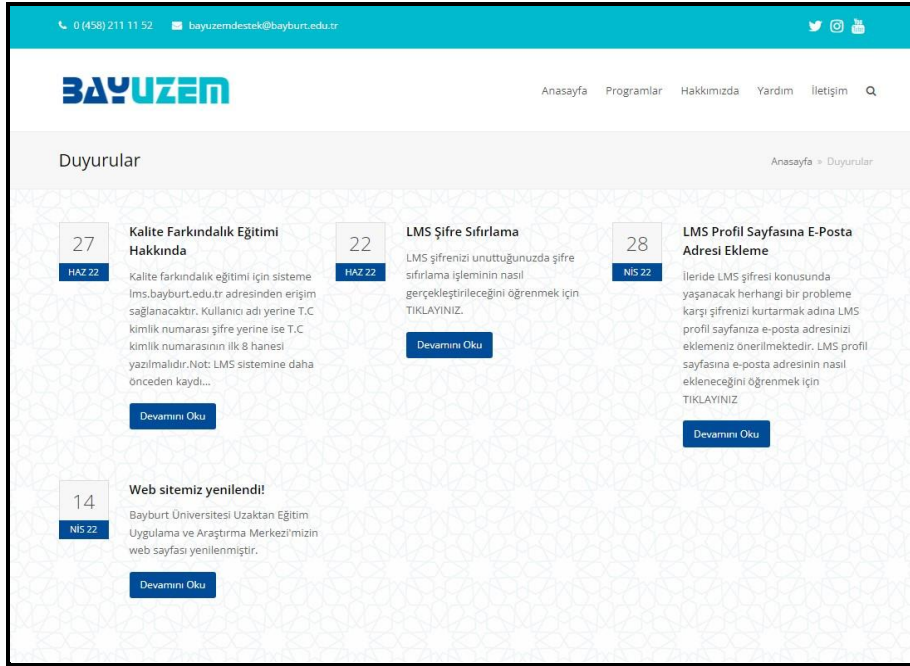 0 (458) 211 11 52 bayuzemdestek@bayburt.edu.tr
BAYUZEM
Anasayfa Programlar Hakkımızda Yardım İletişim
Duyurular
Anasayfa » Duyurular
27
HAZ 22
Kalite Farkındalık Eğitimi
Hakkında
Kalite farkındalık eğitimi için sisteme
lms.bayburt.edu.tr adresinden erişim
sağlanacaktır. Kullanıcı adı yerine T.C
kimlik numarası şifre yerine ise T.C
kimlik numarasının ilk 8 hanesi
yazılmalıdır.Not: LMS sistemine daha
önceden kaydı...
Devamını Oku
22
HAZ 22
LMS Şifre Sıfırlama
LMS şifrenizi unuttuğunuzda şifre
sıfırlama işleminin nasıl
gerçekleştirileceğini öğrenmek için
TIKLAYINIZ.
Devamını Oku
28
NİS 22
LMS Profil Sayfasına E-Posta
Adresi Ekleme
İleride LMS şifresi konusunda
yaşanacak herhangi bir probleme
karşı şifrenizi kurtarmak adına LMS
profil sayfanıza e-posta adresinizi
eklemeniz önerilmektedir. LMS profil
sayfasına e-posta adresinin nasıl
ekleneceğini öğrenmek için
TIKLAYINIZ
Devamını Oku
14
NİS 22
Web sitemiz yenilendi!
Bayburt Üniversitesi Uzaktan Eğitim
Uygulama ve Araştırma Merkezi'mizin
web sayfası yenilenmiştir.
Devamını Oku